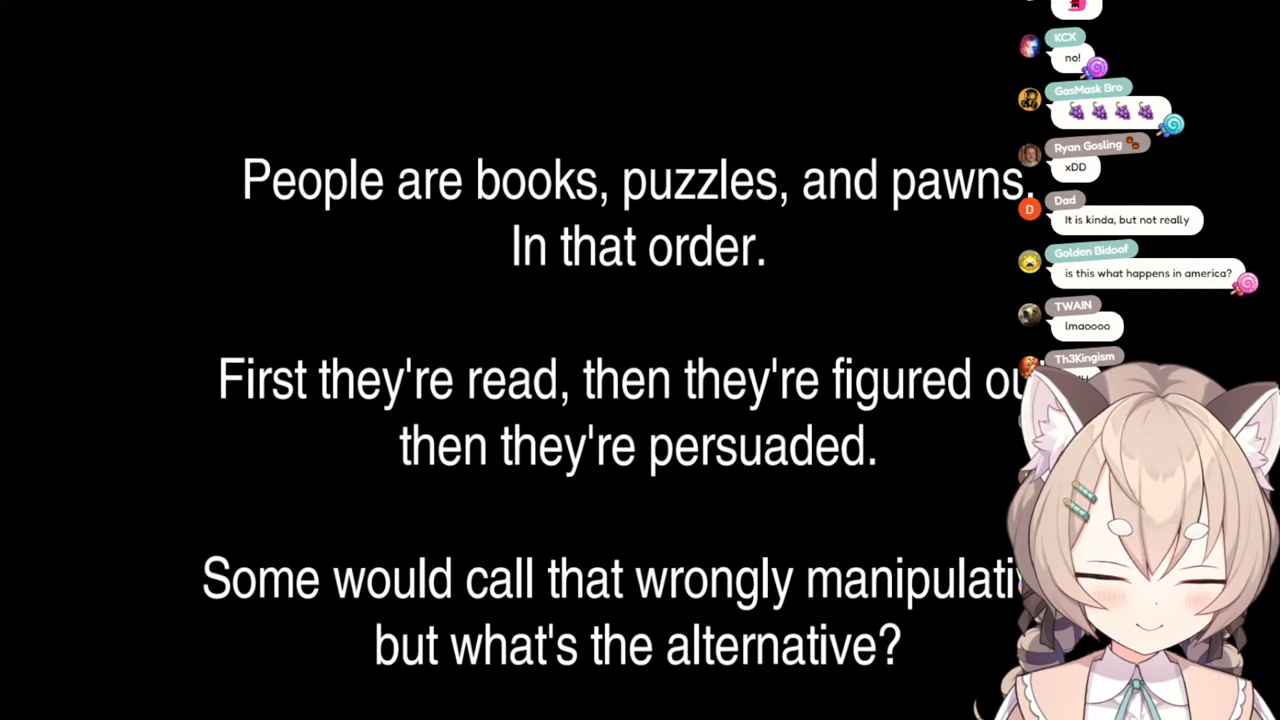 People are books, puzzles, and pawns.
In that order.
First they're read, then they're figured
then they're persuaded.
Some would call that wrongly
but what's the alternative?
KCX
no!
GasMask Bro
Ryan Gosling
xDD
D
Dad
It is kinda, but not really
Golden Bidoof
is this what happens in america?
TWAIN
lmaoooo
Th3Kingism